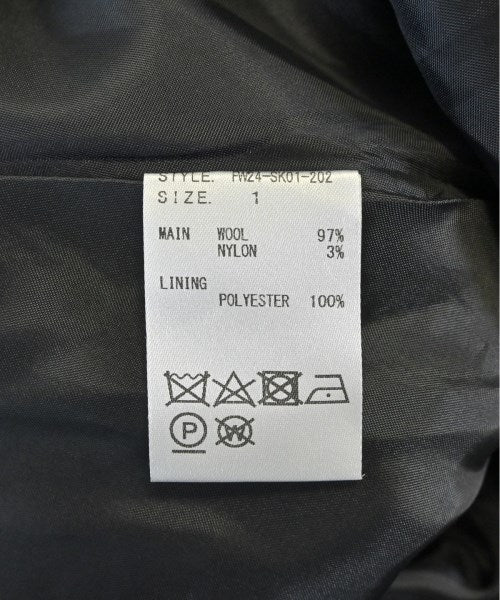 STYLE. FW24-SK01-202
SIZE. 1
MAIN WOOL 97%
NYLON 3%
LINING
POLYESTER 100%
P W